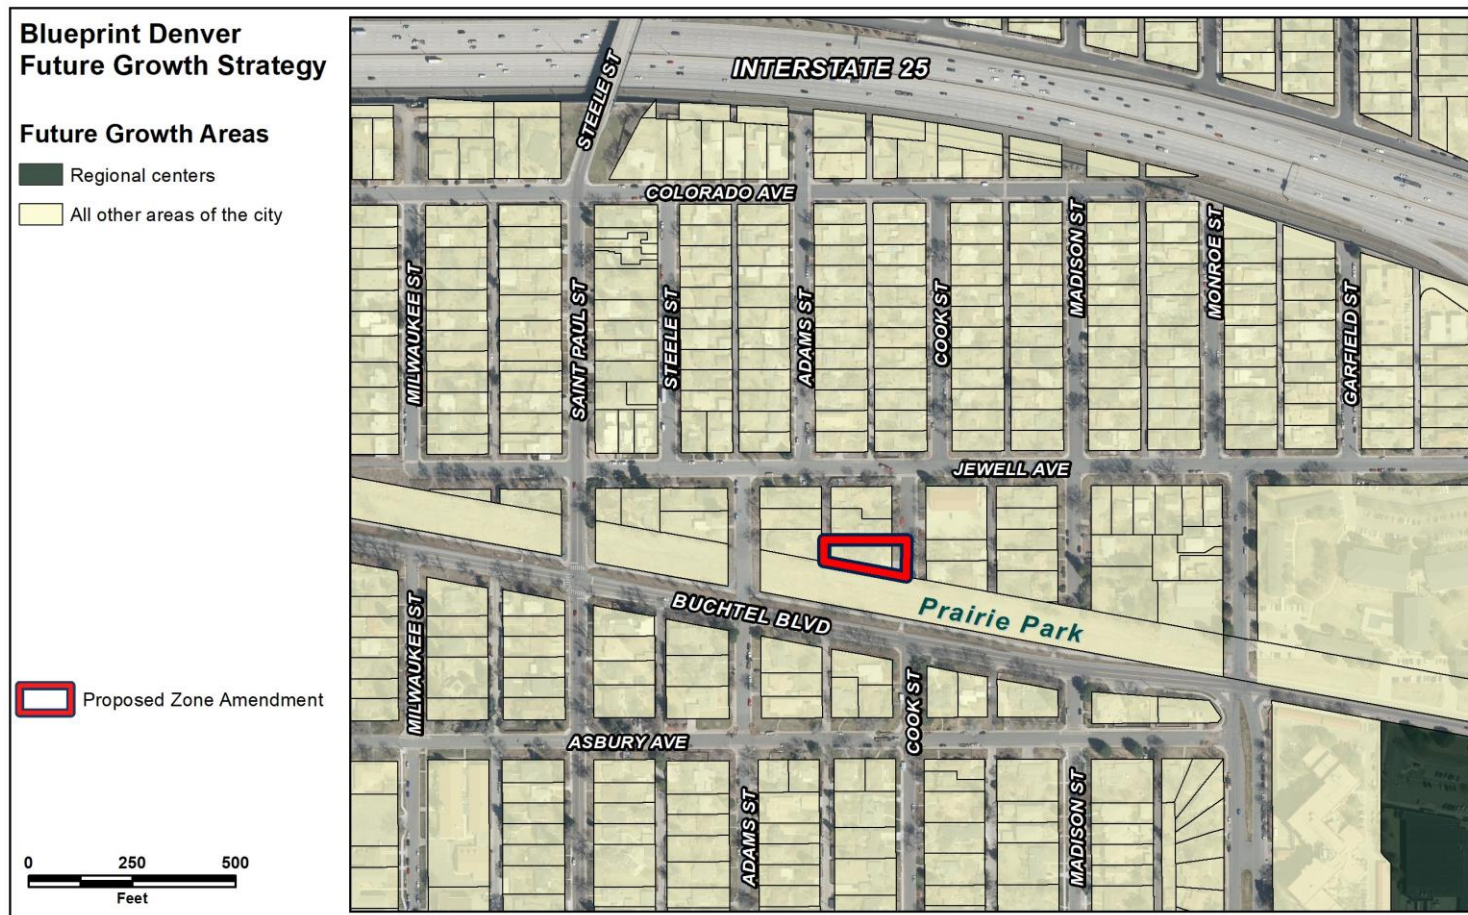 Blueprint Denver
Future Growth Strategy
Future Growth Areas
Regional centers
All other areas of the city
Proposed Zone Amendment
0 250 500
Feet
INTERSTATE 25
STEELE ST
COLORADO AVE
MILWAUKEE ST
SAINT PAUL ST
STEELE ST
ADAMS ST
COOK ST
MADISON ST
MONROE ST
GARFIELD ST
JEWELL AVE
BUCHTEL BLVD
Prairie Park
MILWAUKEE ST
COOK ST
ASBURY AVE
ADAMS ST
MADISON ST